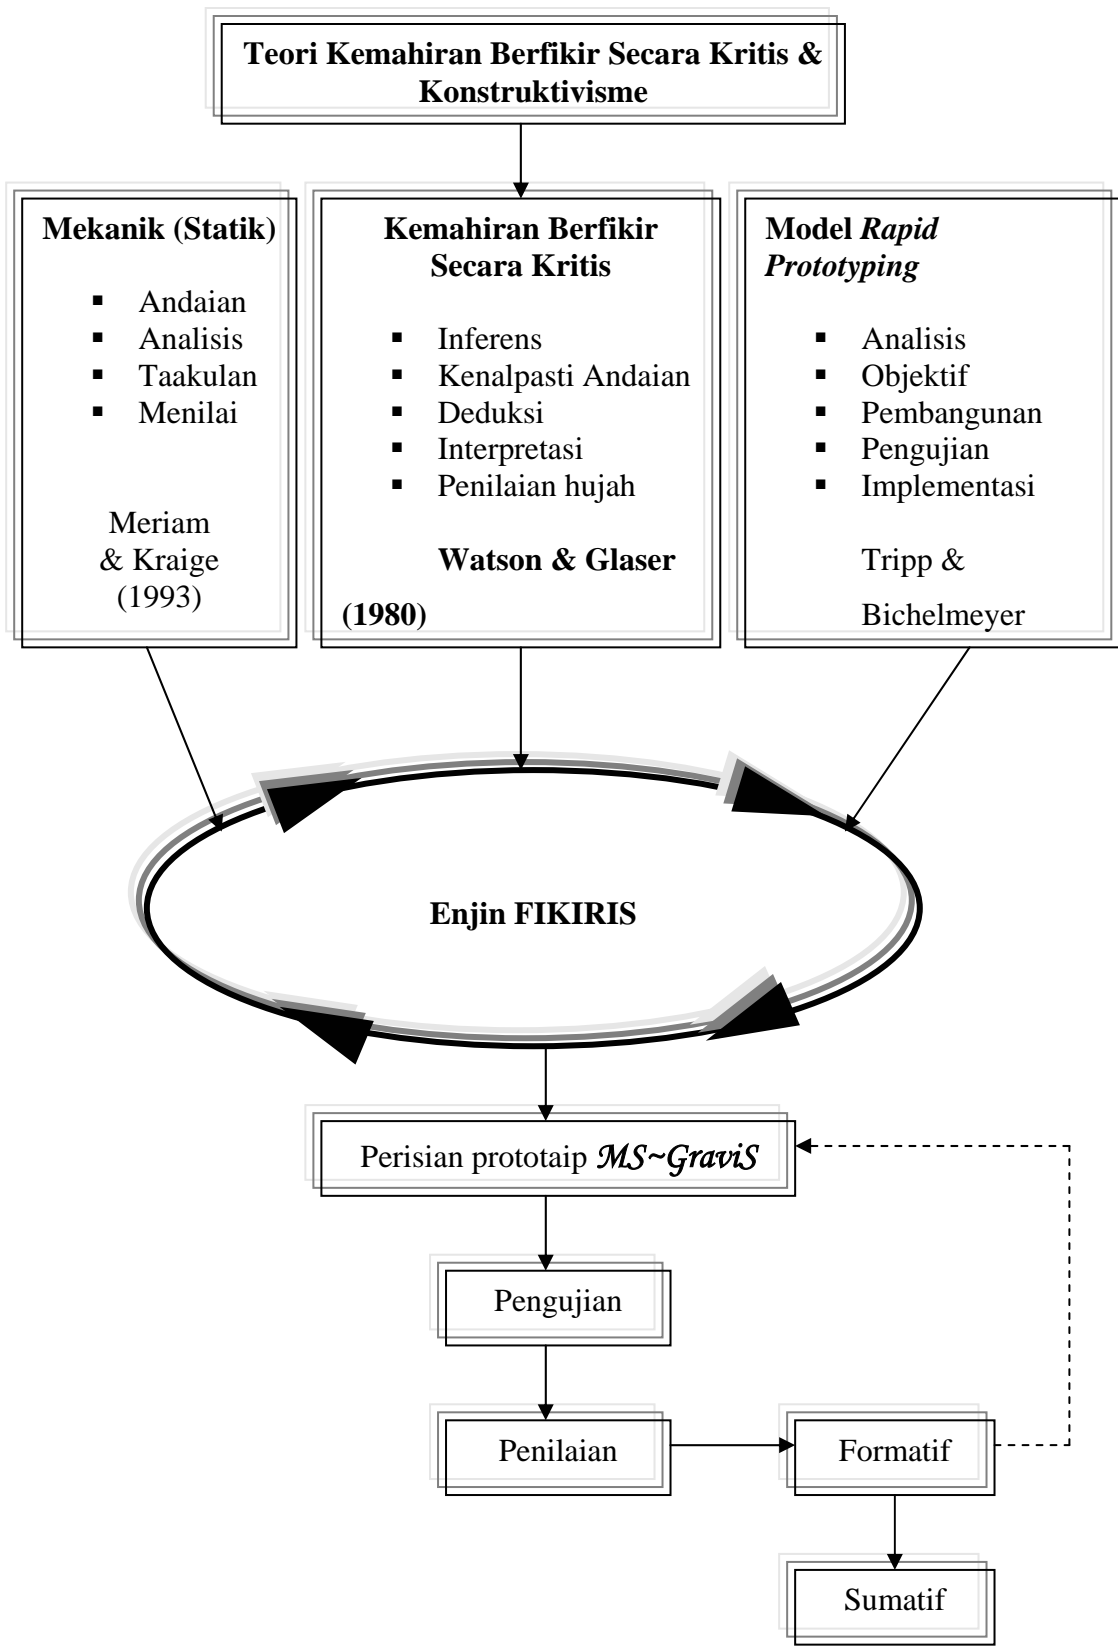 Teori Kemahiran Berfikir Secara Kritis &
Konstruktivisme
Mekanik (Statik)
Andaian
Analisis
Taakulan
Menilai
Meriam
& Kraige
(1993)
Kemahiran Berfikir
Secara Kritis
Inferens
Kenalpasti Andaian
Deduksi
Interpretasi
Penilaian hujah
Watson & Glaser
(1980)
Model Rapid
Prototyping
Analisis
Objektif
Pembangunan
Pengujian
Implementasi
Tripp &
Bichelmeyer
Enjin FIKIRIS
Perisian prototaip MS~GraviS
Pengujian
Penilaian
Formatif
Sumatif